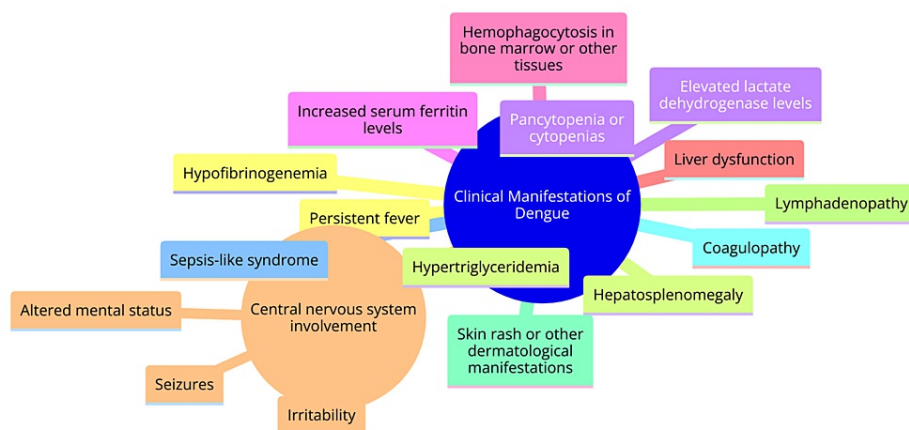 Hemophagocytosis in
bone marrow or other
tissues
Elevated lactate
dehydrogenase levels
Increased serum ferritin
levels
Pancytopenia or
cytopenias
Liver dysfunction
Hypofibrinogenemia
Clinical Manifestations of
Dengue
Lymphadenopathy
Persistent fever
Coagulopathy
Sepsis-like syndrome
Hypertriglyceridemia
Hepatosplenomegaly
Altered mental status
Central nervous system
involvement
Skin rash or other
dermatological
manifestations
Seizures
Irritability